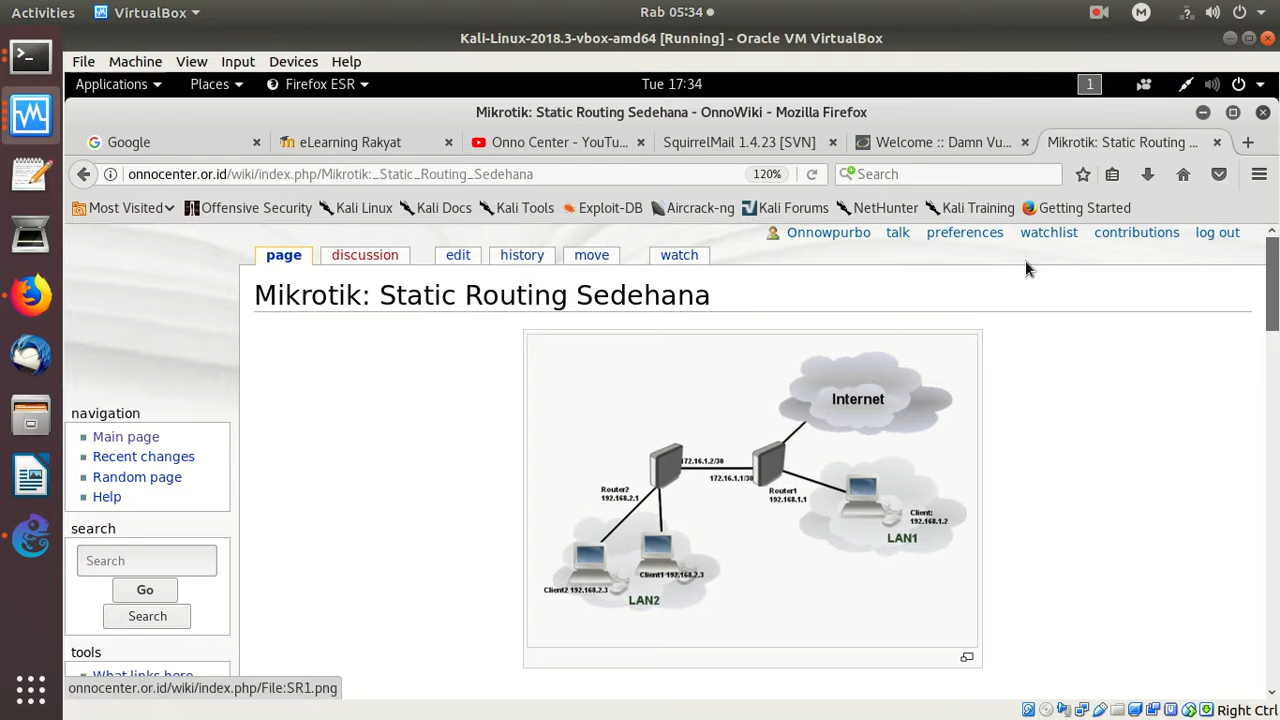 Activities VirtualBox Rab 05:34
Kali-Linux-2018.3-vbox-amd64 [Running] - Oracle VM VirtualBox
File Machine View Input Devices Help
Applications Places Firefox ESR Tue 17:34 1
Mikrotik: Static Routing Sedehana - OnnoWiki - Mozilla Firefox
Google eLearning Rakyat Onno Center - YouTu... SquirrelMail 1.4.23 [SVN] Welcome :: Damn Vu... Mikrotik: Static Routing ...
onnocenter.or.id/wiki/index.php/Mikrotik:_Static_Routing_Sedehana 120% Search
Most Visited Offensive Security Kali Linux Kali Docs Kali Tools Exploit-DB Aircrack-ng Kali Forums NetHunter Kali Training Getting Started
Onnowpurbo talk preferences watchlist contributions log out
page discussion edit history move watch
Mikrotik: Static Routing Sedehana
Internet
172.16.1.2/30
172.16.1.1/30
Router2
192.168.2.1
Router1
192.168.1.1
Client:
192.168.1.2
LAN1
Client1 192.168.2.3
Client2 192.168.2.3
LAN2
navigation
Main page
Recent changes
Random page
Help
search
Search
Go
Search
tools
What links here
onnocenter.or.id/wiki/index.php/File:SR1.png
Right Ctrl